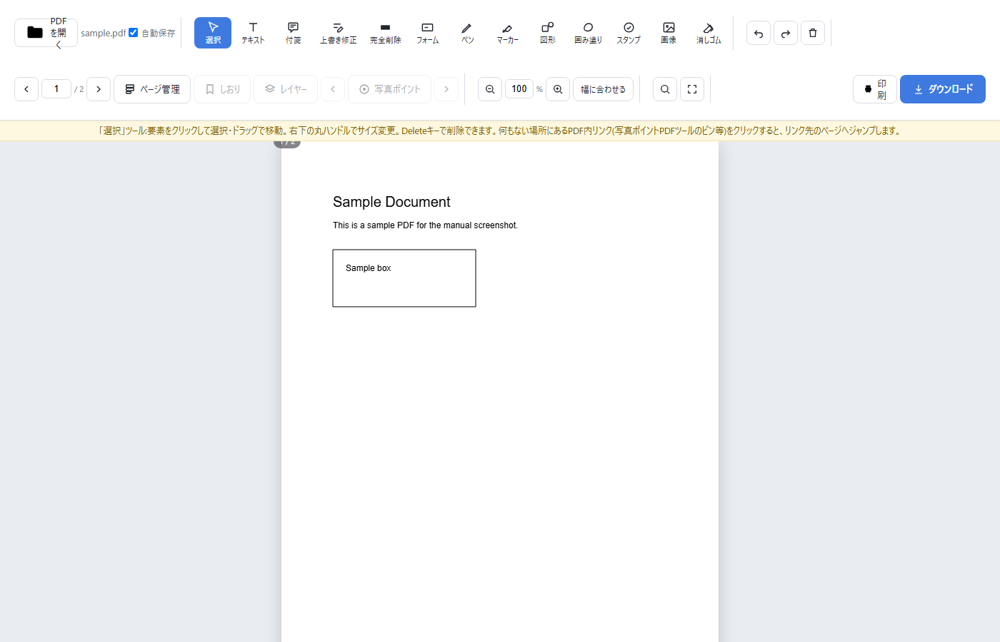 PDF
を開
く
sample.pdf 自動保存
選択 テキスト 付箋 上書き修正 完全削除 フォーム ペン マーカー 図形 囲み塗り スタンプ 画像 消しゴム
1 / 2 ページ管理 しおり レイヤー 写真ポイント 100 % 幅に合わせる
印
刷
ダウンロード
「選択」ツール:要素をクリックして選択・ドラッグで移動。右下の丸ハンドルでサイズ変更。Deleteキーで削除できます。何もない場所にあるPDF内リンク(写真ポイントPDFツールのピン等)をクリックすると、リンク先のページへジャンプします。
1 / 2
Sample Document
This is a sample PDF for the manual screenshot.
Sample box